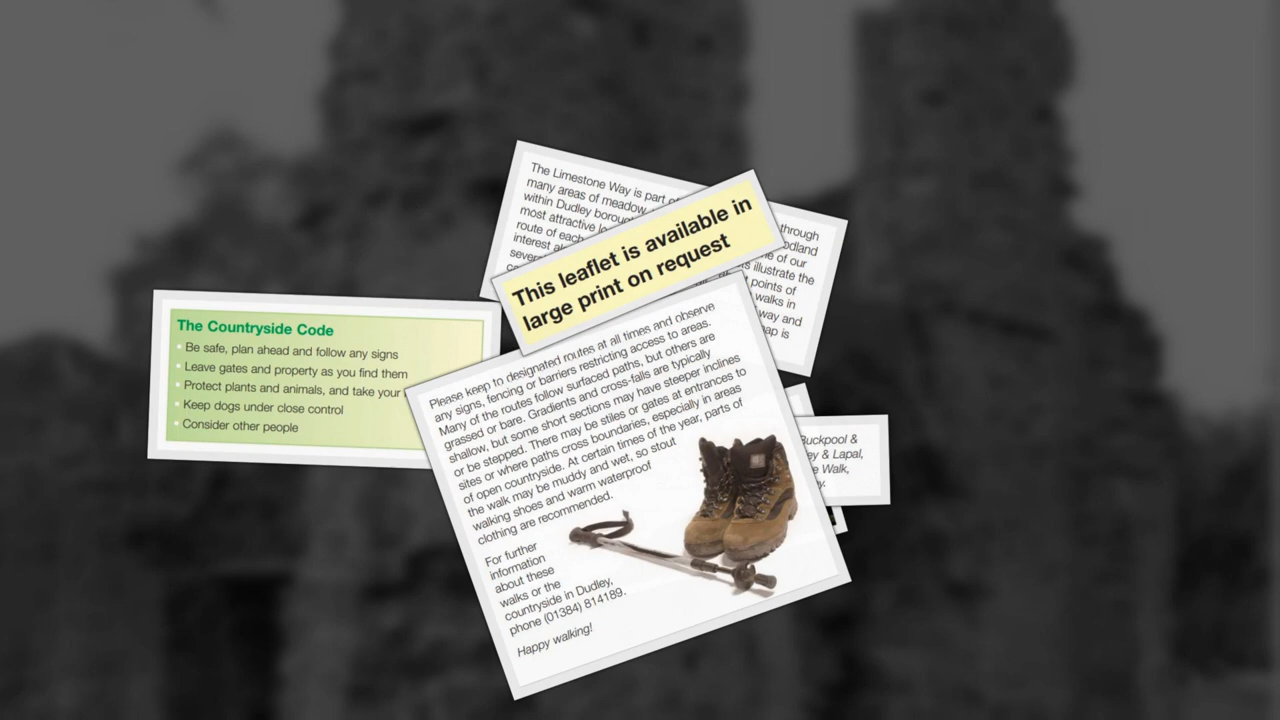 The Limestone Way is part
many areas of meadow
within Dudley
most attractive
route of each
interest
through
of our
illustrate the
points of
walks in
way and
is
This leaflet is available in
large print on request
The Countryside Code
Be safe, plan ahead and follow any signs
Leave gates and property as you find them
Protect plants and animals, and take your
Keep dogs under close control
Consider other people
Please keep to designated routes at all times and observe
any signs, fencing or barriers restricting access to areas.
Many of the routes follow surfaced paths, but others are
grassed or bare. Gradients and cross-falls are typically
shallow, but some short sections may have steeper inclines
or be stepped. There may be stiles or gates at entrances to
sites or where paths cross boundaries, especially in areas
of open countryside. At certain times of the year, parts of
the walk may be muddy and wet, so stout
walking shoes and warm waterproof
clothing are recommended.
For further
information
about these
walks or the
countryside in Dudley,
phone (01384) 814189.
Happy walking!
Buckpool &
& Lapal,
Walk,